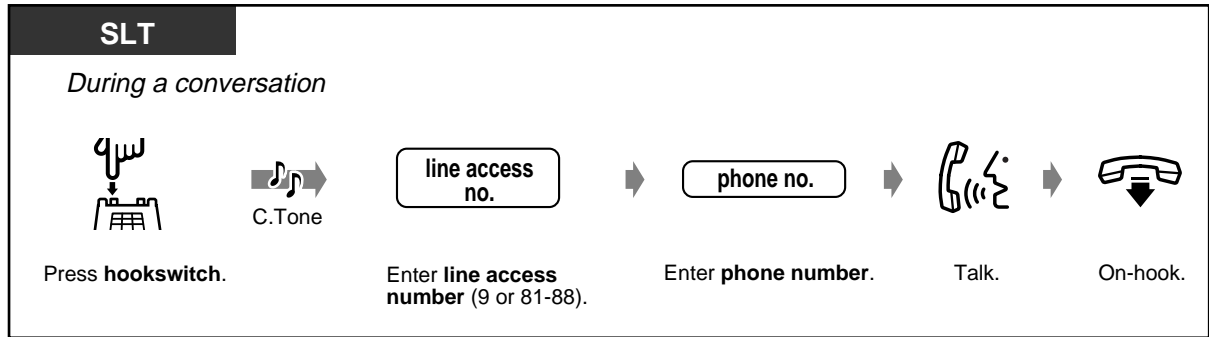 SLT
During a conversation
line access
no.
phone no.
C.Tone
Press hookswitch.
Enter line access
number (9 or 81-88).
Enter phone number.
Talk.
On-hook.